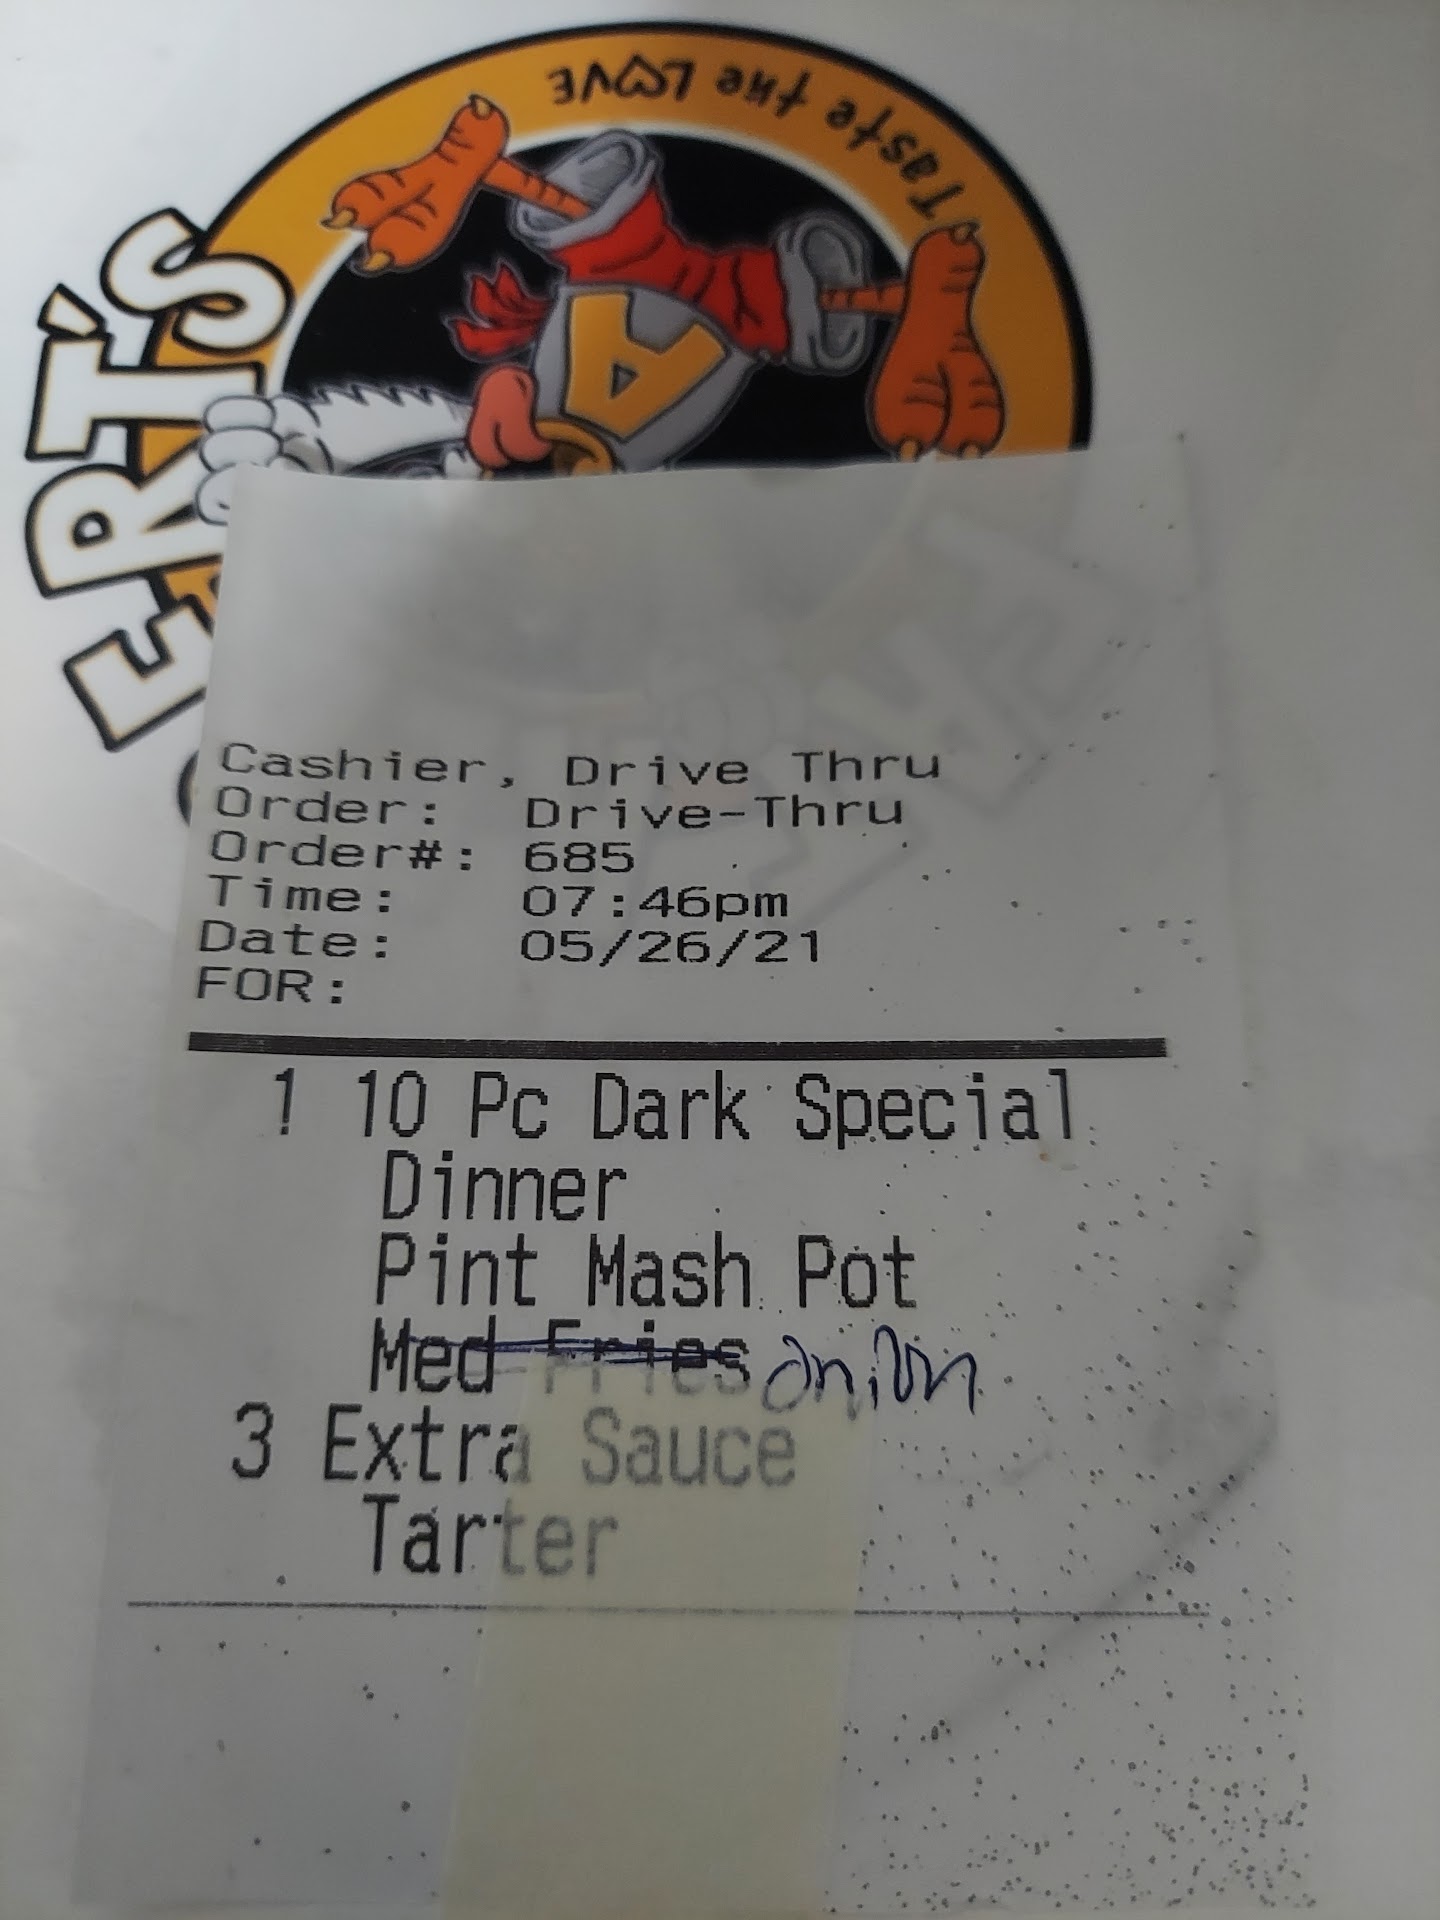 Taste the LOVE
ERT'S
A
Cashier, Drive Thru
Order: Drive-Thru
Order#: 685
Time: 07:46pm
Date: 05/26/21
FOR:
1 10 Pc Dark Special
Dinner
Pint Mash Pot
Med Fries onion
3 Extra Sauce
Tarter